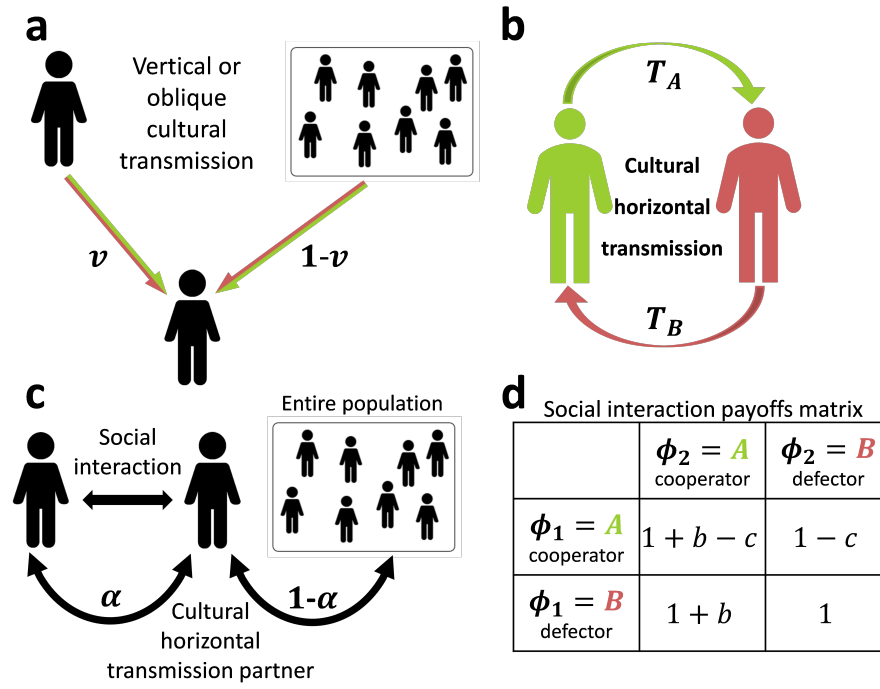 a
Vertical or
oblique
cultural
transmission
v
1-v
b
T_A
Cultural
horizontal
transmission
T_B
c
Social
interaction
Entire population
α
1-α
Cultural
horizontal
transmission partner
d
Social interaction payoffs matrix
ϕ₂ = A
cooperator
ϕ₂ = B
defector
ϕ₁ = A
cooperator
1 + b − c
1 − c
ϕ₁ = B
defector
1 + b
1